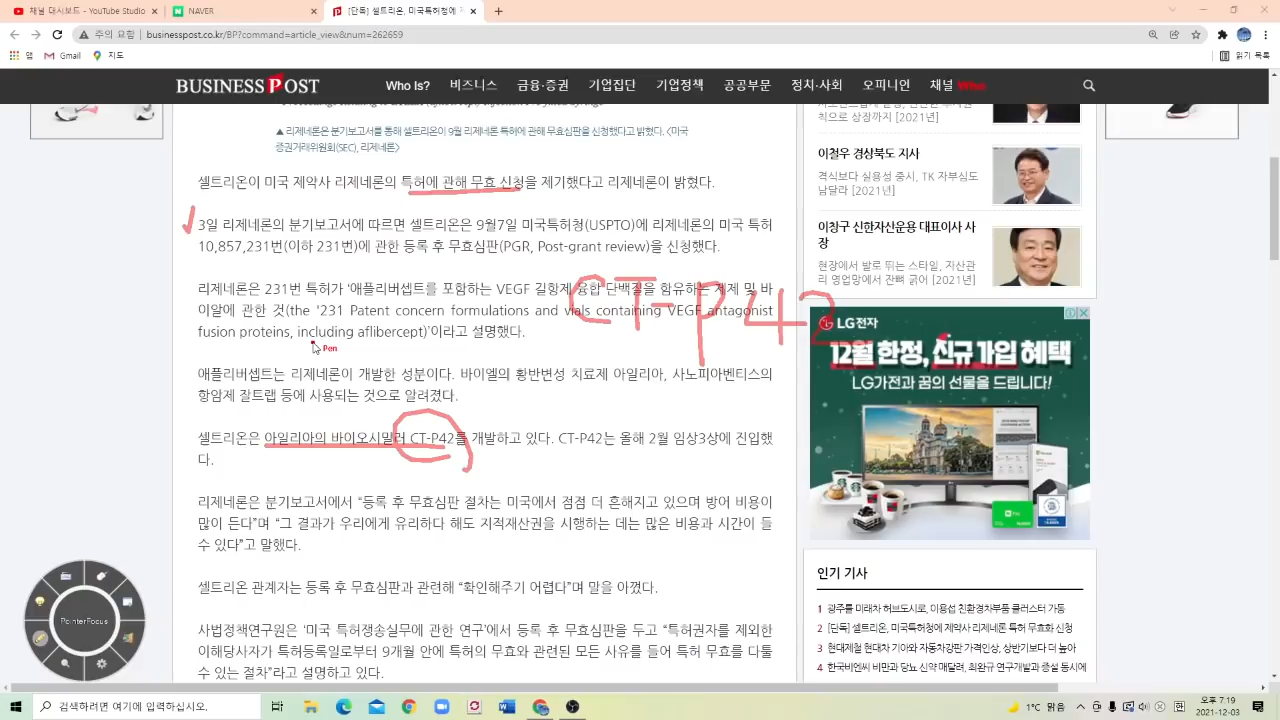 채널 대시보드 - YouTube Studio
NAVER
[단독] 셀트리온, 미국특허청에
주의 요함 | businesspost.co.kr/BP?command=article_view&num=262659
앱
Gmail
지도
읽기 목록
BUSINESS POST
Who Is?
비즈니스
금융·증권
기업집단
기업정책
공공부문
정치·사회
오피니언
채널 Who
▲ 리제네론은 분기보고서를 통해 셀트리온이 9월 리제네론 특허에 관해 무효심판을 신청했다고 밝혔다. <미국
증권거래위원회(SEC), 리제네론>
셀트리온이 미국 제약사 리제네론의 특허에 관해 무효 신청을 제기했다고 리제네론이 밝혔다.
3일 리제네론의 분기보고서에 따르면 셀트리온은 9월7일 미국특허청(USPTO)에 리제네론의 미국 특허
10,857,231번(이하 231번)에 관한 등록 후 무효심판(PGR, Post-grant review)을 신청했다.
리제네론은 231번 특허가 '애플리버셉트를 포함하는 VEGF 길항제 융합 단백질을 함유하는 제제 및 바
이알에 관한 것(the '231 Patent concern formulations and vials containing VEGF antagonist
fusion proteins, including aflibercept)'이라고 설명했다.
CT-P42
Pen
애플리버셉트는 리제네론이 개발한 성분이다. 바이엘의 황반변성 치료제 아일리아, 사노피아벤티스의
항암제 잘트랩 등에 사용되는 것으로 알려졌다.
셀트리온은 아일리아의 바이오시밀러 CT-P42를 개발하고 있다. CT-P42는 올해 2월 임상3상에 진입했
다.
리제네론은 분기보고서에서 “등록 후 무효심판 절차는 미국에서 점점 더 흔해지고 있으며 방어 비용이
많이 든다”며 “그 결과가 우리에게 유리하다 해도 지적재산권을 시행하는 데는 많은 비용과 시간이 들
수 있다”고 말했다.
셀트리온 관계자는 등록 후 무효심판과 관련해 “확인해주기 어렵다”며 말을 아꼈다.
사법정책연구원은 ‘미국 특허쟁송실무에 관한 연구’에서 등록 후 무효심판을 두고 “특허권자를 제외한
이해당사자가 특허등록일로부터 9개월 안에 특허의 무효와 관련된 모든 사유를 들어 특허 무효를 다툴
수 있는 절차”라고 설명하고 있다.
치으로 상장까지 [2021년]
이철우 경상북도 지사
격식보다 실용성 중시, TK 자부심도
남달라 [2021년]
이창구 신한자산운용 대표이사 사
장
현장에서 발로 뛰는 스타일, 자산관
리 영업망에서 잔뼈 굵어 [2021년]
LG전자
12월 한정, 신규 가입 혜택
LG가전과 꿈의 선물을 드립니다!
인기 기사
1 광주를 미래차 허브도시로, 이용섭 친환경차부품 클러스터 가동
2 [단독] 셀트리온, 미국특허청에 제약사 리제네론 특허 무효화 신청
3 현대제철 현대차 기아와 자동차강판 가격인상, 상반기보다 더 높아
4 한국비엔씨 비만과 당뇨 신약 매달려, 최완규 연구개발과 증설 동시에
PointerFocus
검색하려면 여기에 입력하십시오.
1°C 맑음
오후 7:19
2021-12-03